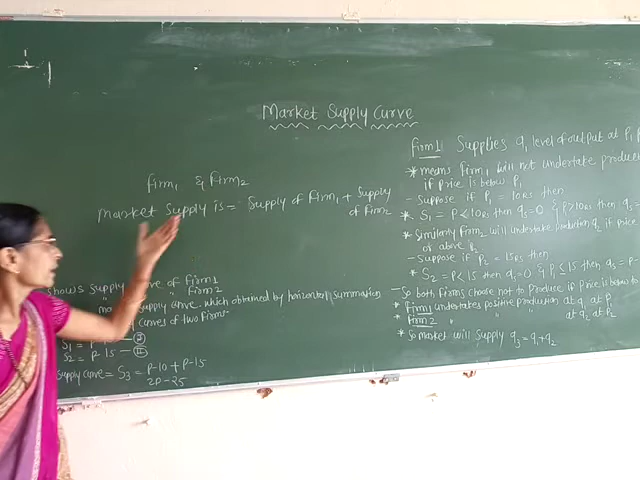 Market Supply Curve
Firm₁ & Firm₂
Market Supply is = Supply of Firm₁ + Supply
of Firm₂
shows supply curve of Firm1
" Firm2
supply curve which obtained by horizontal summation
curves of two firms
S₁ = P-10 — ①
S₂ = P-15 — ②
supply curve = S₃ = P-10 + P-15
2P-25
Firm1: Supplies q₁ level of output at P₁
* means Firm₁ will not undertake
if Price is below P₁
- suppose if P₁ = 10RS then
* S₁ = P<10RS then q₁=0 & P>10RS then q₁ =
* Similarly Firm₂ will undertake production q₂ if price
or above P₂
- suppose if P₂ = 15RS then
* S₂ = P<15 then q₂=0 & P≤15 then q₂ = P-
- So both firms choose not to Produce if Price is below to
* Firm1 undertakes positive production at q₁ at P₁
* Firm2 " " " at q₂ at P₂
* So market will supply q₃ = q₁+q₂